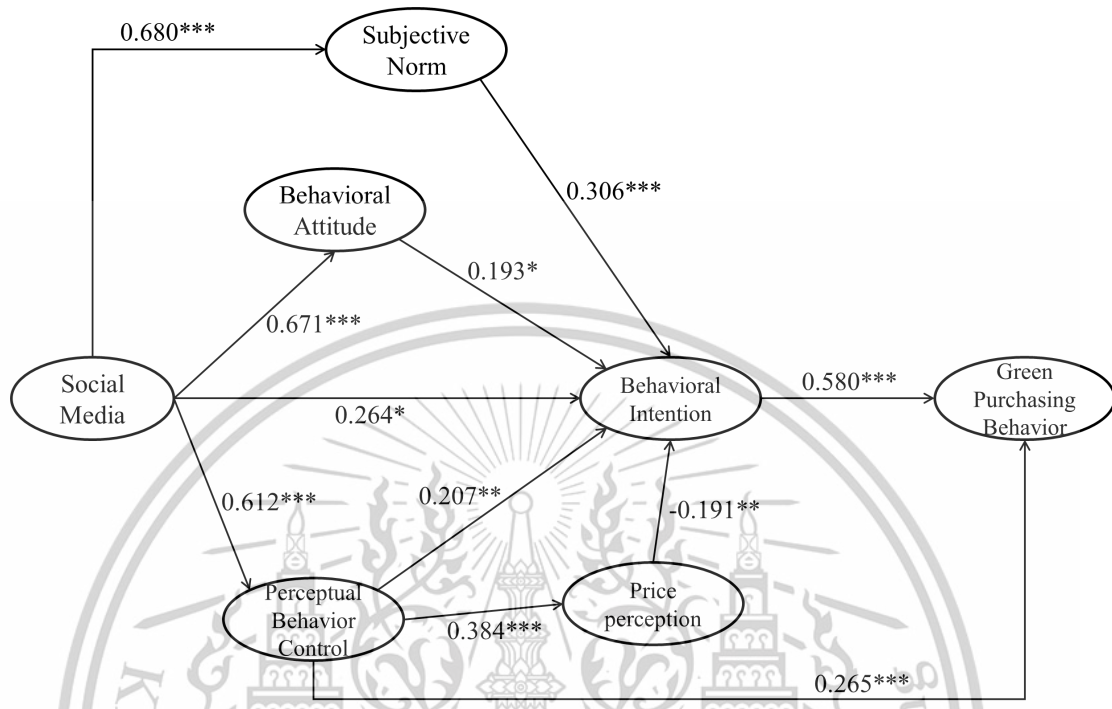 0.680***
Subjective
Norm
0.306***
Behavioral
Attitude
0.193*
0.671***
Social
Media
0.264*
Behavioral
Intention
0.580***
Green
Purchasing
Behavior
0.612***
0.207**
-0.191**
Perceptual
Behavior
Control
0.384***
Price
perception
0.265***
K